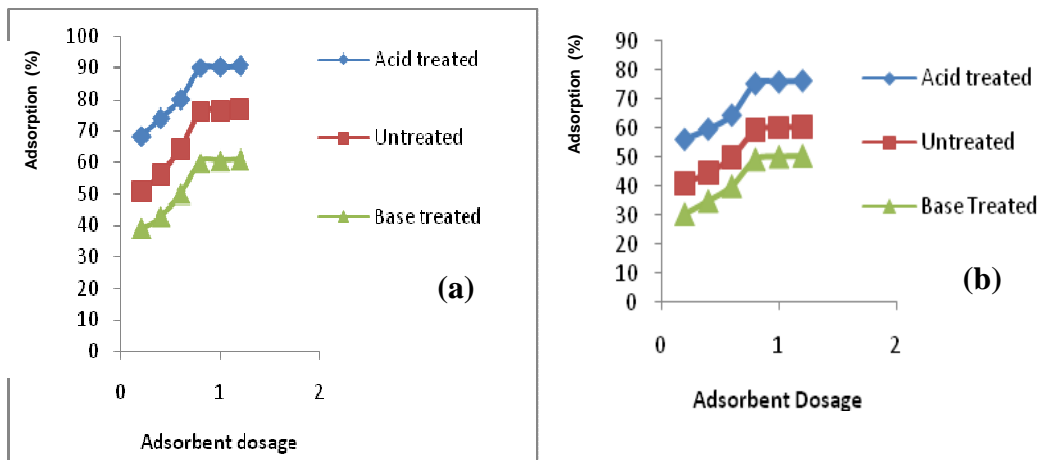 100
90
80
70
60
50
40
30
20
10
0
Adsorption (%)
0 1 2
Adsorbent dosage
Acid treated
Untreated
Base treated
(a)
90
80
70
60
50
40
30
20
10
0
Adsorption (%)
0 1 2
Adsorbent Dosage
Acid treated
Untreated
Base Treated
(b)